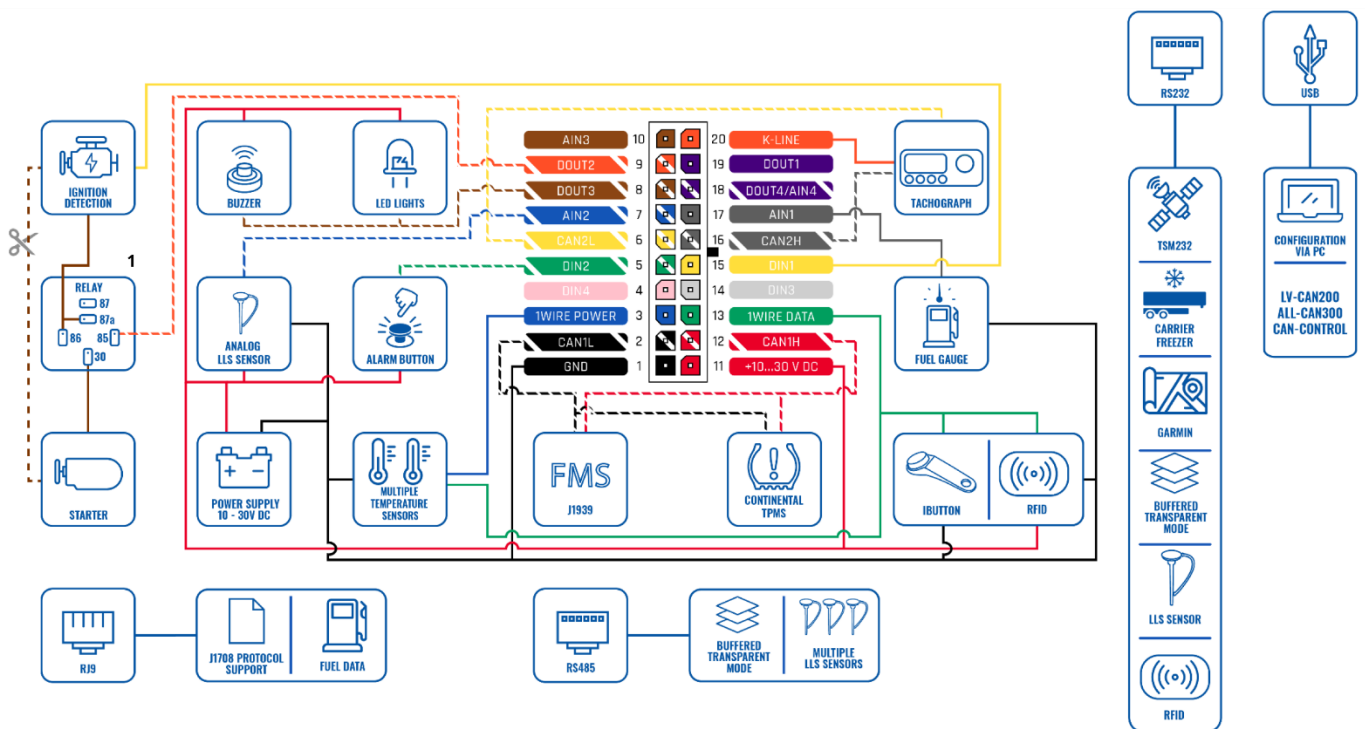 RS232
USB
IGNITION
DETECTION
BUZZER
LED LIGHTS
AIN3 10 20 K-LINE
DOUT2 9 19 DOUT1
DOUT3 8 18 DOUT4/AIN4
AIN2 7 17 AIN1
CAN2L 6 16 CAN2H
DIN2 5 15 DIN1
DIN4 4 14 DIN3
1WIRE POWER 3 13 1WIRE DATA
CAN1L 2 12 CAN1H
GND 1 11 +10...30 V DC
TACHOGRAPH
1
RELAY
87
87a
86 85
30
ANALOG
LLS SENSOR
ALARM BUTTON
FUEL GAUGE
STARTER
POWER SUPPLY
10 - 30V DC
MULTIPLE
TEMPERATURE
SENSORS
FMS
J1939
CONTINENTAL
TPMS
IBUTTON
RFID
RJ9
J1708 PROTOCOL
SUPPORT
FUEL DATA
RS485
BUFFERED
TRANSPARENT
MODE
MULTIPLE
LLS SENSORS
TSM232
CARRIER
FREEZER
GARMIN
BUFFERED
TRANSPARENT
MODE
LLS SENSOR
RFID
CONFIGURATION
VIA PC
LV-CAN200
ALL-CAN300
CAN-CONTROL